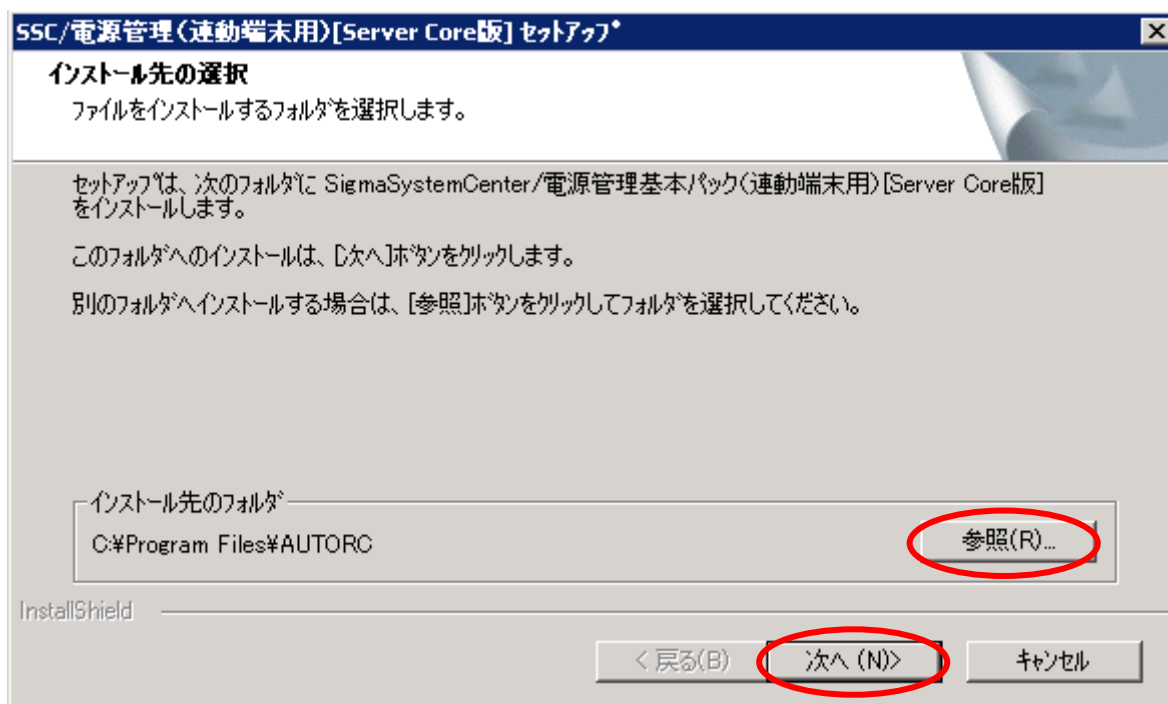 SSC/電源管理(連動端末用)[Server Core版] セットアップ
インストール先の選択
ファイルをインストールするフォルダを選択します。
セットアップは、次のフォルダに SigmaSystemCenter/電源管理基本パック(連動端末用)[Server Core版]
をインストールします。
このフォルダへのインストールは、[次へ]ボタンをクリックします。
別のフォルダへインストールする場合は、[参照]ボタンをクリックしてフォルダを選択してください。
インストール先のフォルダ
C:¥Program Files¥AUTORC
参照(R)...
InstallShield
< 戻る(B)
次へ (N)>
キャンセル